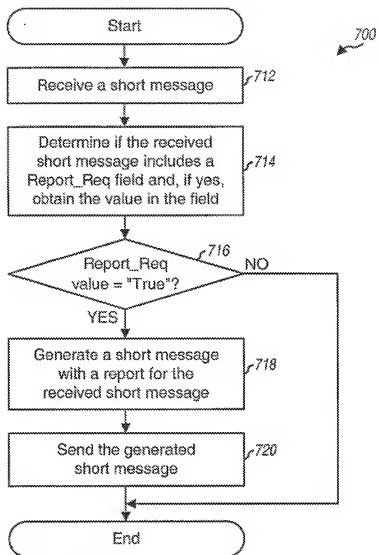 Start
700
Receive a short message
712
Determine if the received
short message includes a
Report_Req field and, if yes,
obtain the value in the field
714
716
Report_Req
value = "True"?
NO
YES
Generate a short message
with a report for the
received short message
718
Send the generated
short message
720
End